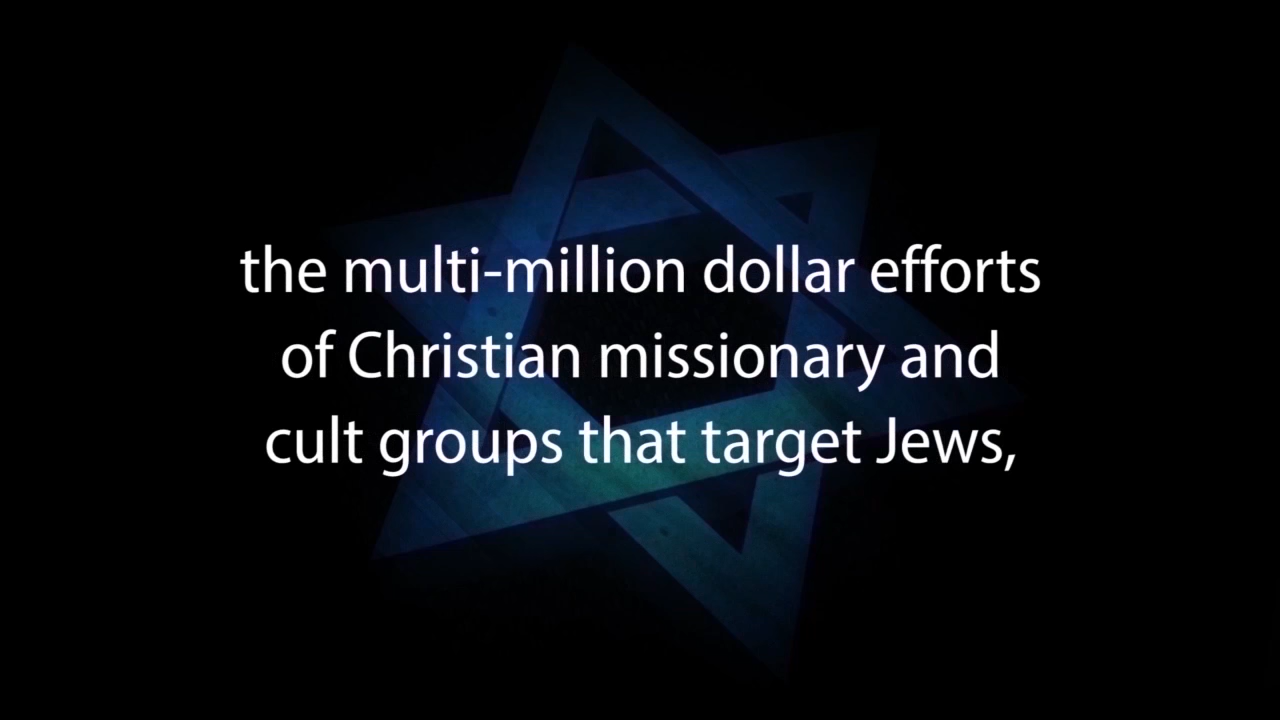 the multi-million dollar efforts
of Christian missionary and
cult groups that target Jews,